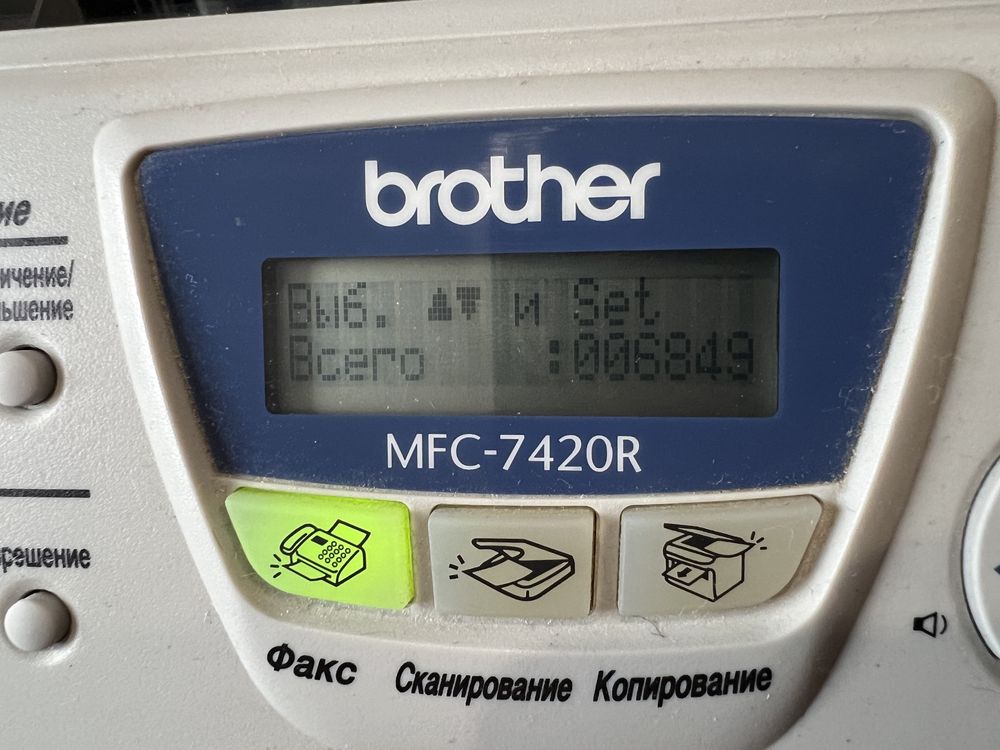 brother
Выб. ▲▼ и Set
Всего :006849
MFC-7420R
Факс
Сканирование
Копирование